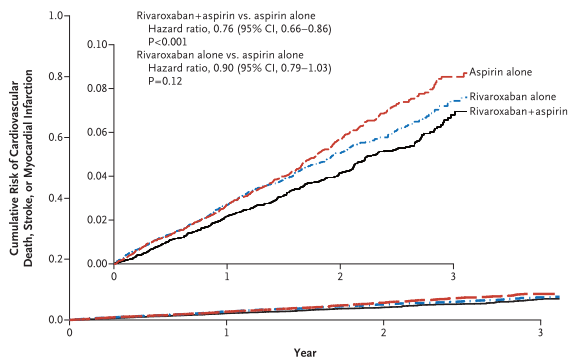 Rivaroxaban+aspirin vs. aspirin alone
Hazard ratio, 0.76 (95% CI, 0.66–0.86)
P<0.001
Rivaroxaban alone vs. aspirin alone
Hazard ratio, 0.90 (95% CI, 0.79–1.03)
P=0.12
Cumulative Risk of Cardiovascular
Death, Stroke, or Myocardial Infarction
1.0
0.8
0.6
0.4
0.2
0.0
0.10
0.08
0.06
0.04
0.02
0.00
Aspirin alone
Rivaroxaban alone
Rivaroxaban+aspirin
0 1 2 3
0 1 2 3
Year